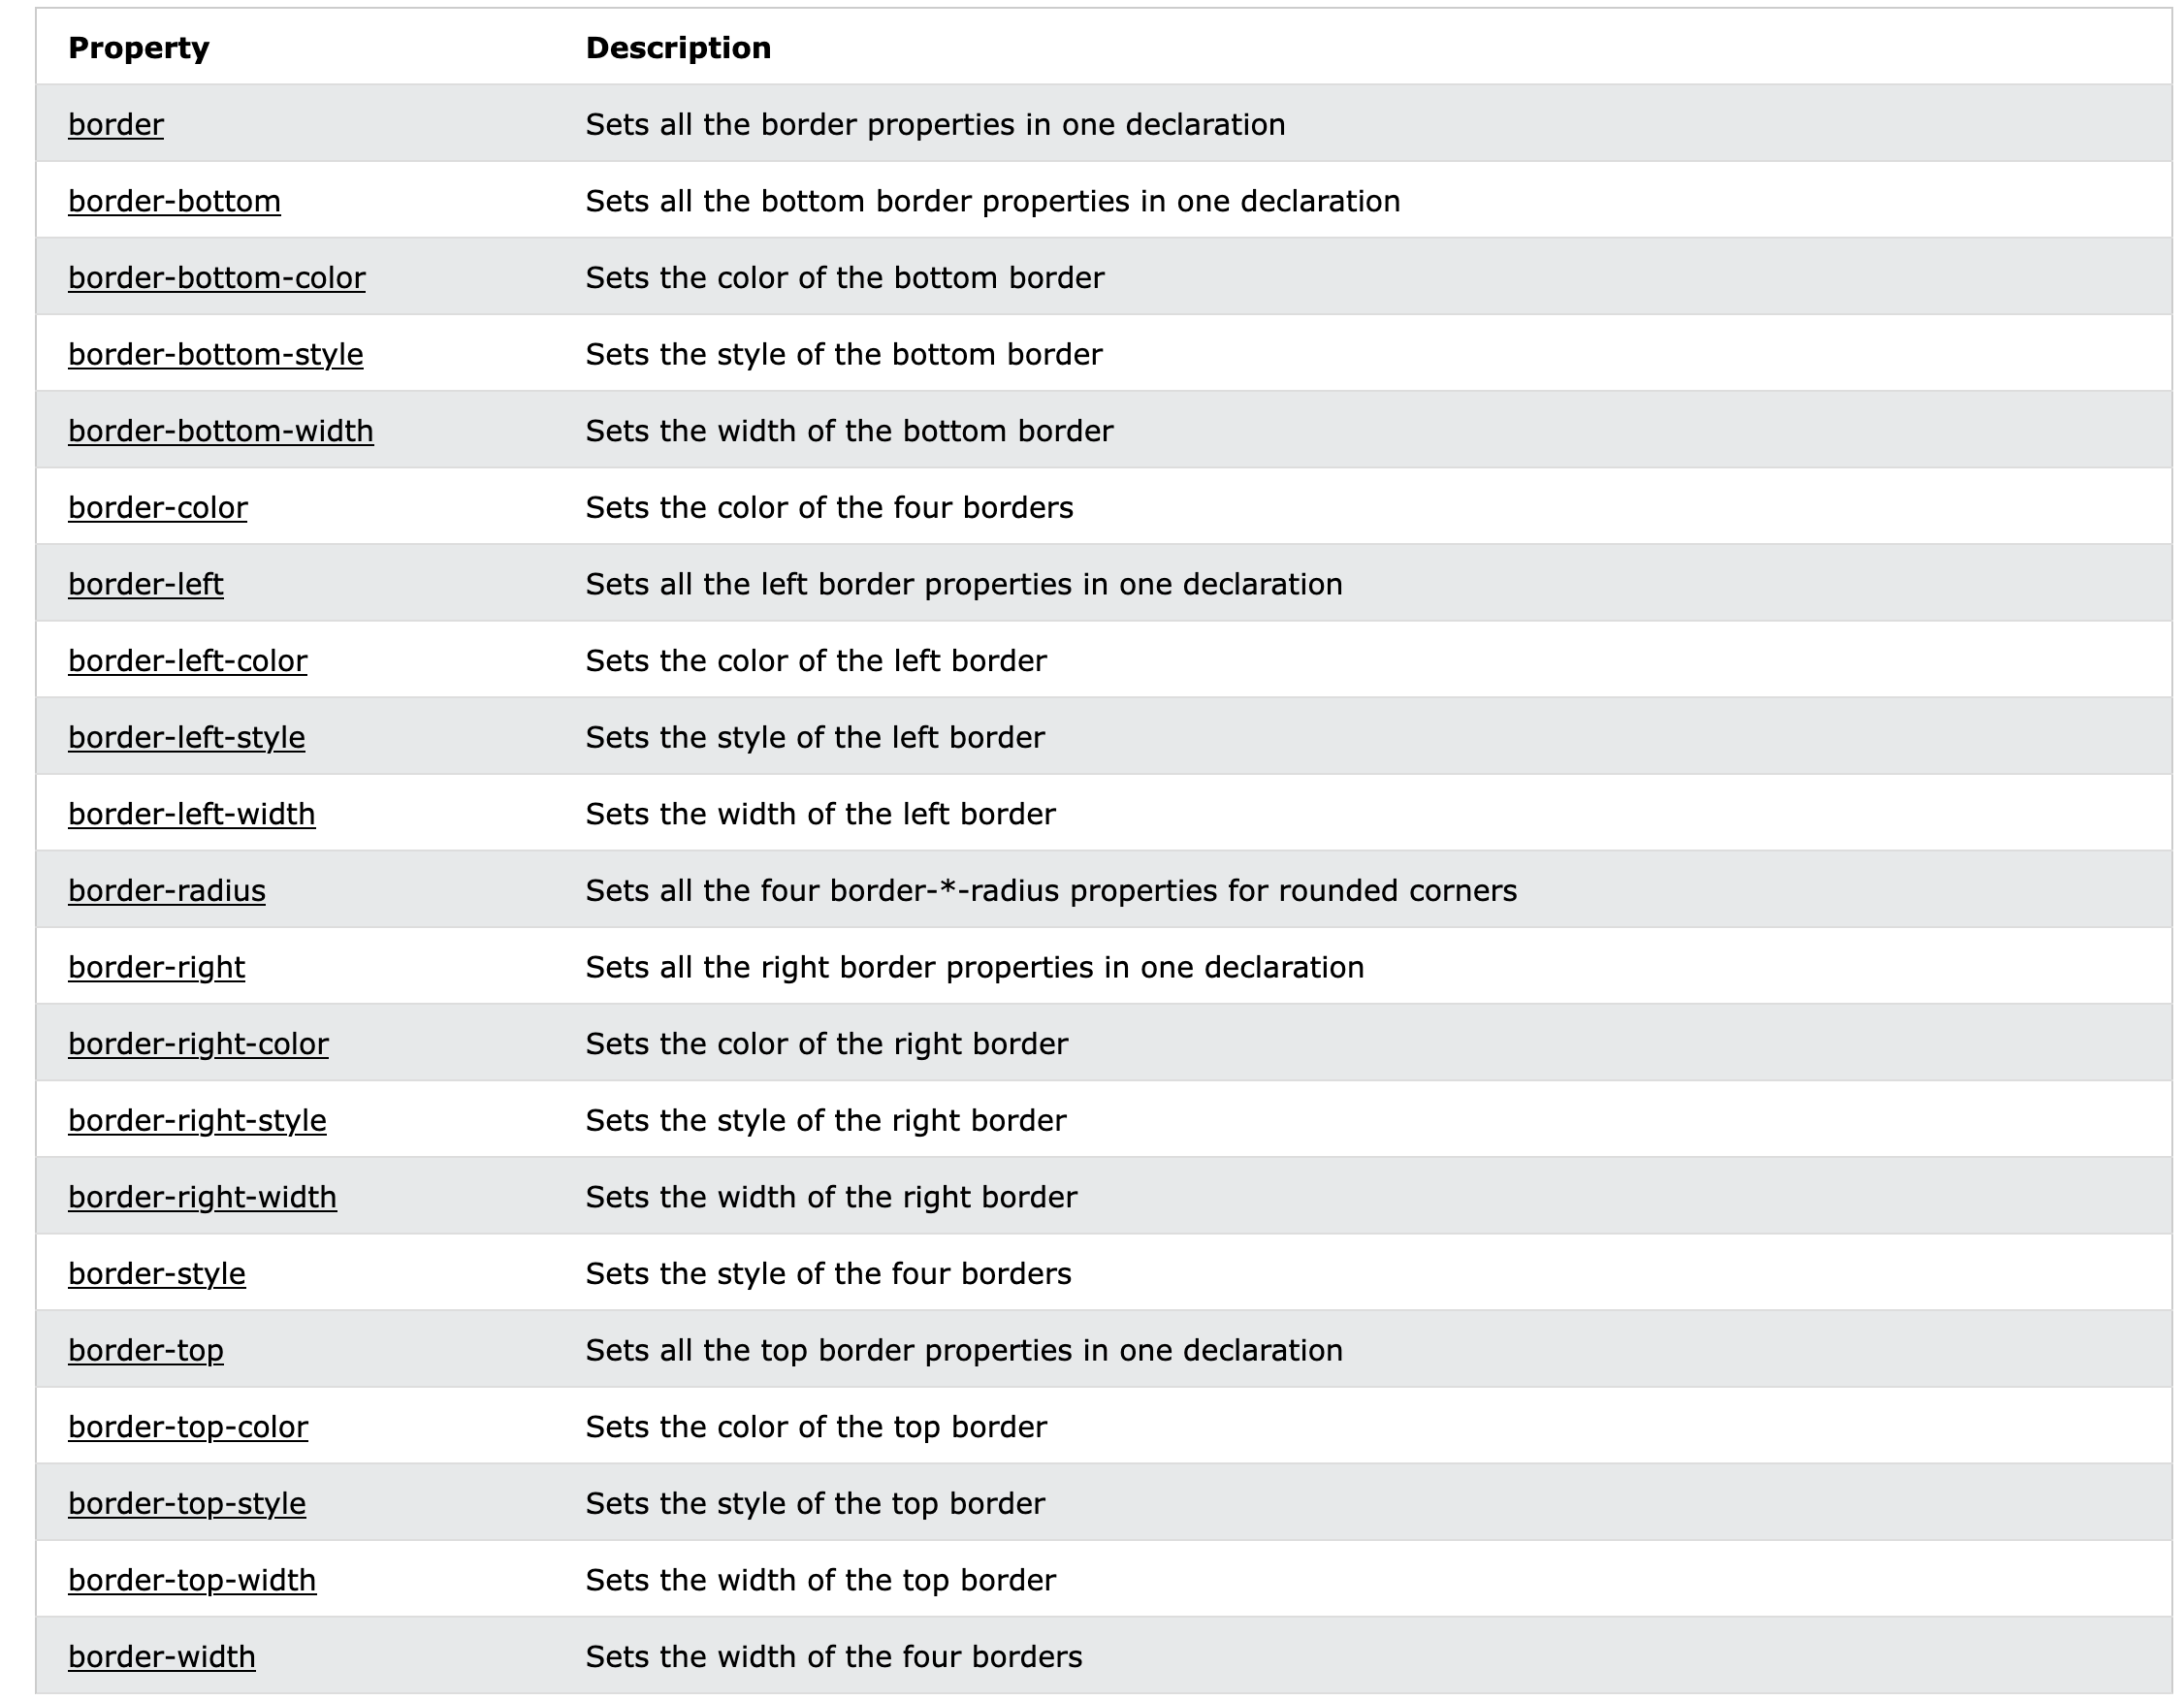 Property Description
border Sets all the border properties in one declaration
border-bottom Sets all the bottom border properties in one declaration
border-bottom-color Sets the color of the bottom border
border-bottom-style Sets the style of the bottom border
border-bottom-width Sets the width of the bottom border
border-color Sets the color of the four borders
border-left Sets all the left border properties in one declaration
border-left-color Sets the color of the left border
border-left-style Sets the style of the left border
border-left-width Sets the width of the left border
border-radius Sets all the four border-*-radius properties for rounded corners
border-right Sets all the right border properties in one declaration
border-right-color Sets the color of the right border
border-right-style Sets the style of the right border
border-right-width Sets the width of the right border
border-style Sets the style of the four borders
border-top Sets all the top border properties in one declaration
border-top-color Sets the color of the top border
border-top-style Sets the style of the top border
border-top-width Sets the width of the top border
border-width Sets the width of the four borders